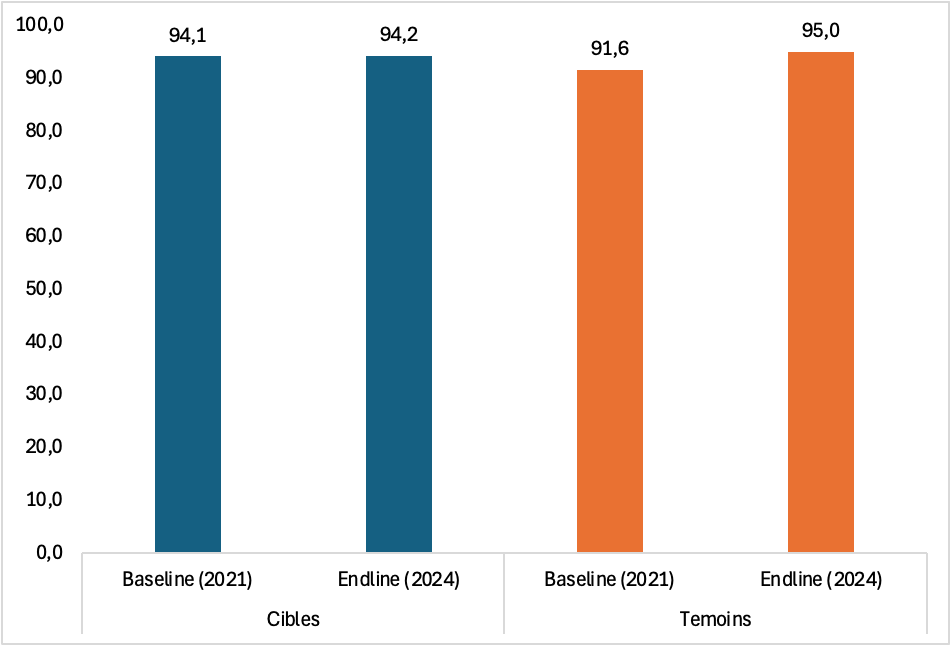 100,0
90,0
80,0
70,0
60,0
50,0
40,0
30,0
20,0
10,0
0,0
94,1
94,2
91,6
95,0
Baseline (2021)
Endline (2024)
Baseline (2021)
Endline (2024)
Cibles
Temoins